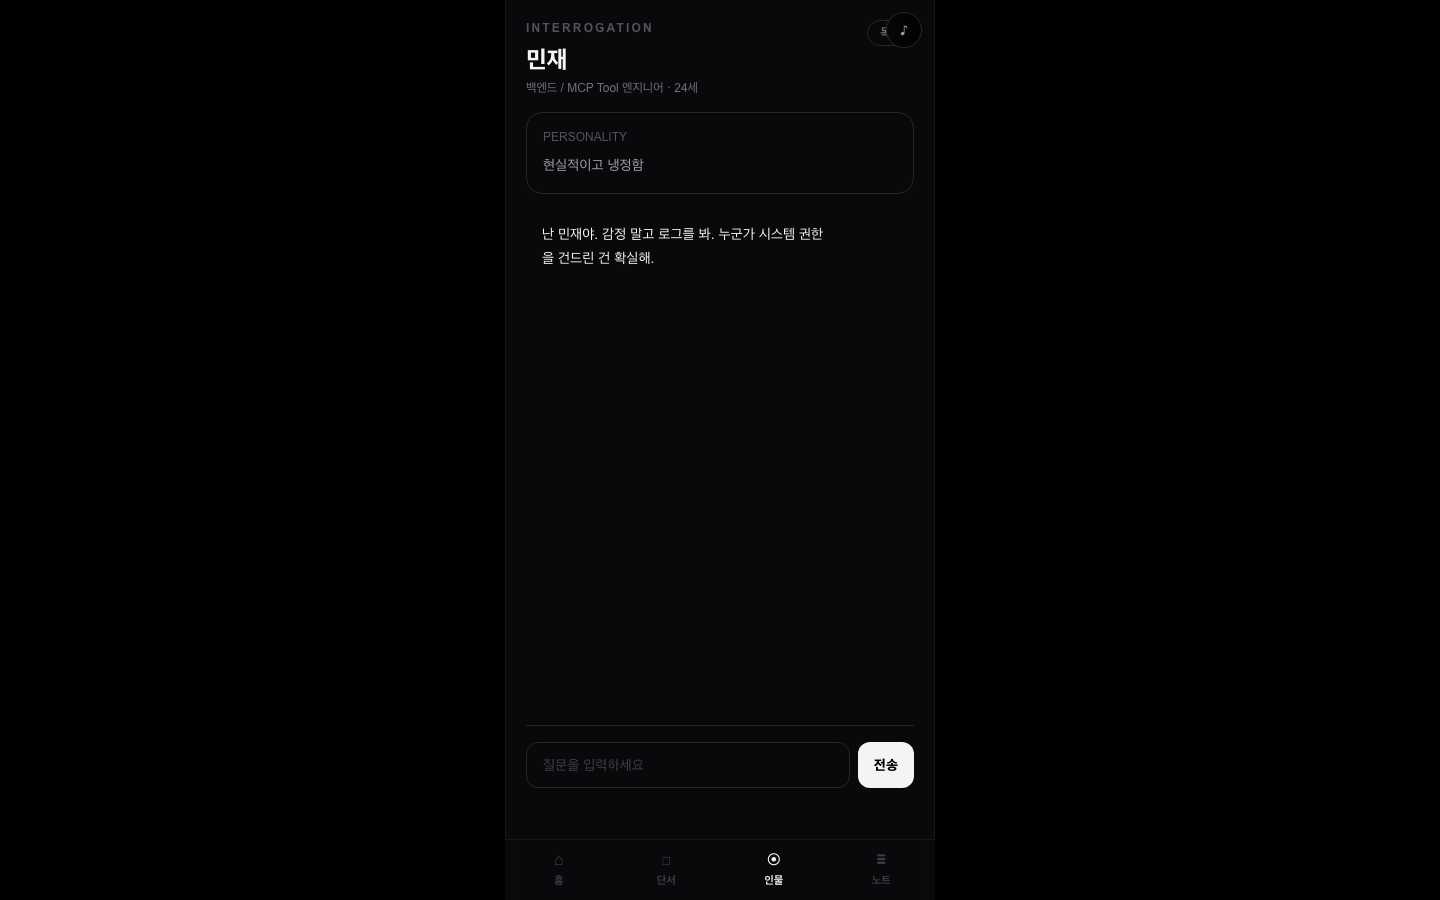 INTERROGATION
♪
민재
백엔드 / MCP Tool 엔지니어 · 24세
PERSONALITY
현실적이고 냉정함
난 민재야. 감정 말고 로그를 봐. 누군가 시스템 권한
을 건드린 건 확실해.
질문을 입력하세요
전송
홈
단서
인물
노트